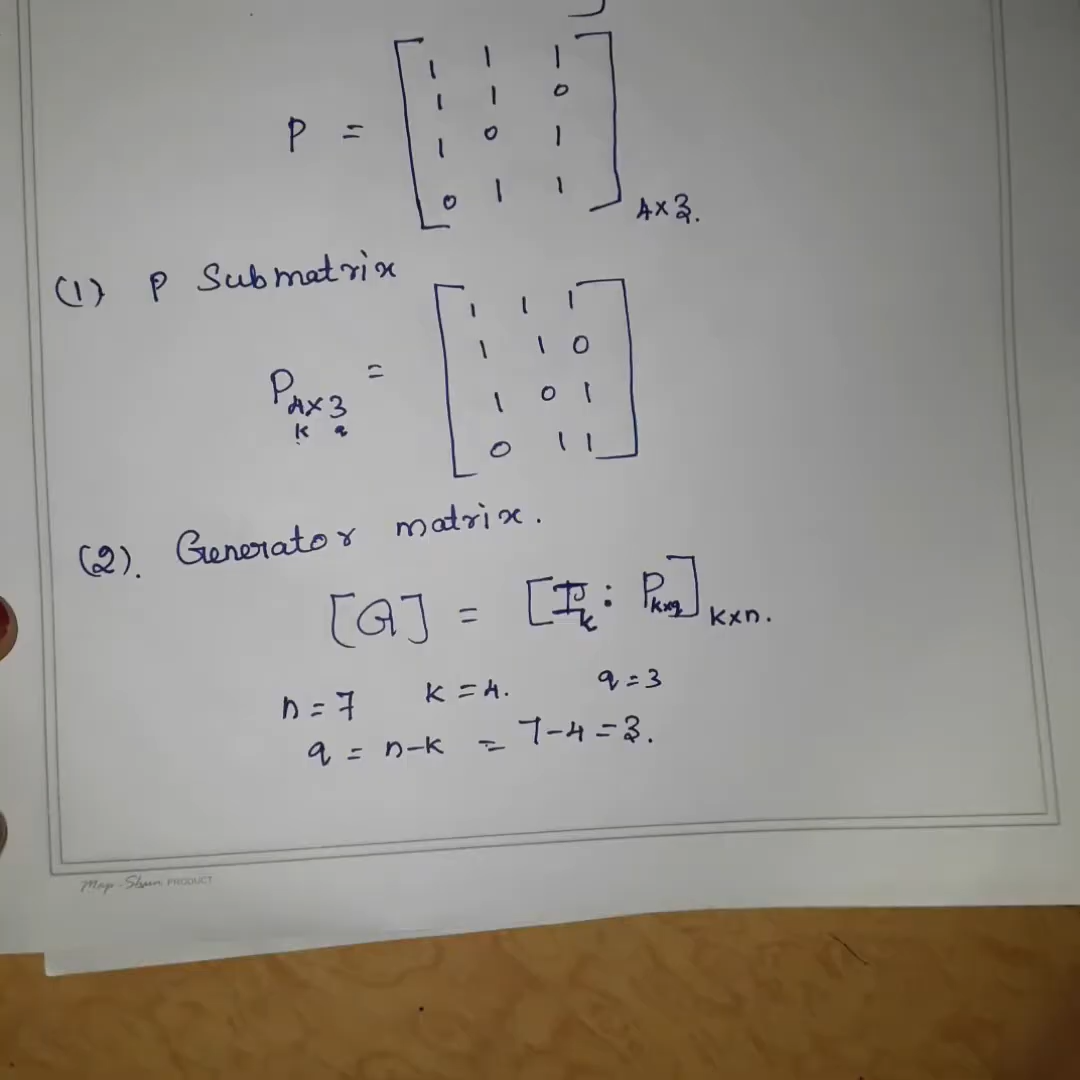 1 1 1
1 1 0
P = 1 0 1
0 1 1 4×3.
(1) P Submatrix
1 1 1
1 1 0
P4×3 = 1 0 1
k q
0 1 1
(2). Generator matrix.
[G] = [Ik : Pk×q] k×n.
n = 7 k = 4. q = 3
q = n-k = 7-4 = 3.
PRODUCT